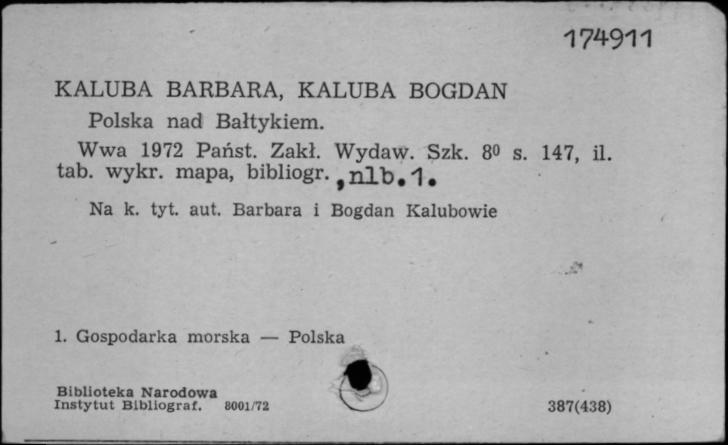 174911
KALUBA BARBARA, KALUBA BOGDAN
Polska nad Bałtykiem.
Wwa 1972 Państ. Zakł. Wydaw. Szk. 8⁰ s. 147, il.
tab. wykr. mapa, bibliogr. ,nlb.1.
Na k. tyt. aut. Barbara i Bogdan Kalubowie
1. Gospodarka morska — Polska
Biblioteka Narodowa
Instytut Bibliograf. 8001/72
387(438)